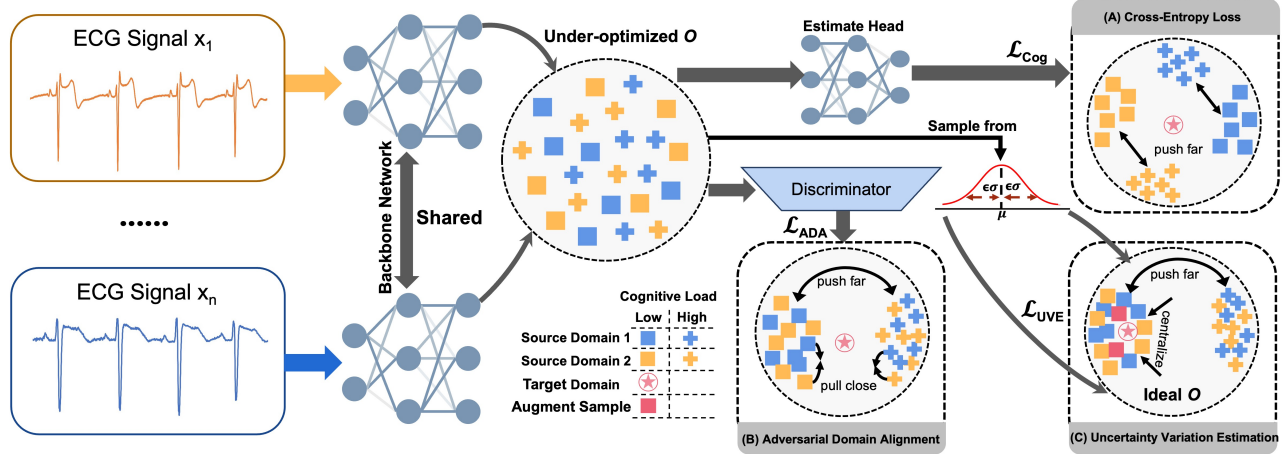 ECG Signal x1
......
ECG Signal xn
Backbone Network
Shared
Under-optimized O
Estimate Head
ℒCog
Sample from
ϵσ ϵσ
μ
Discriminator
ℒADA
ℒUVE
Cognitive Load
Low High
Source Domain 1
Source Domain 2
Target Domain
Augment Sample
(A) Cross-Entropy Loss
push far
push far
pull close
(B) Adversarial Domain Alignment
push far
centralize
Ideal O
(C) Uncertainty Variation Estimation